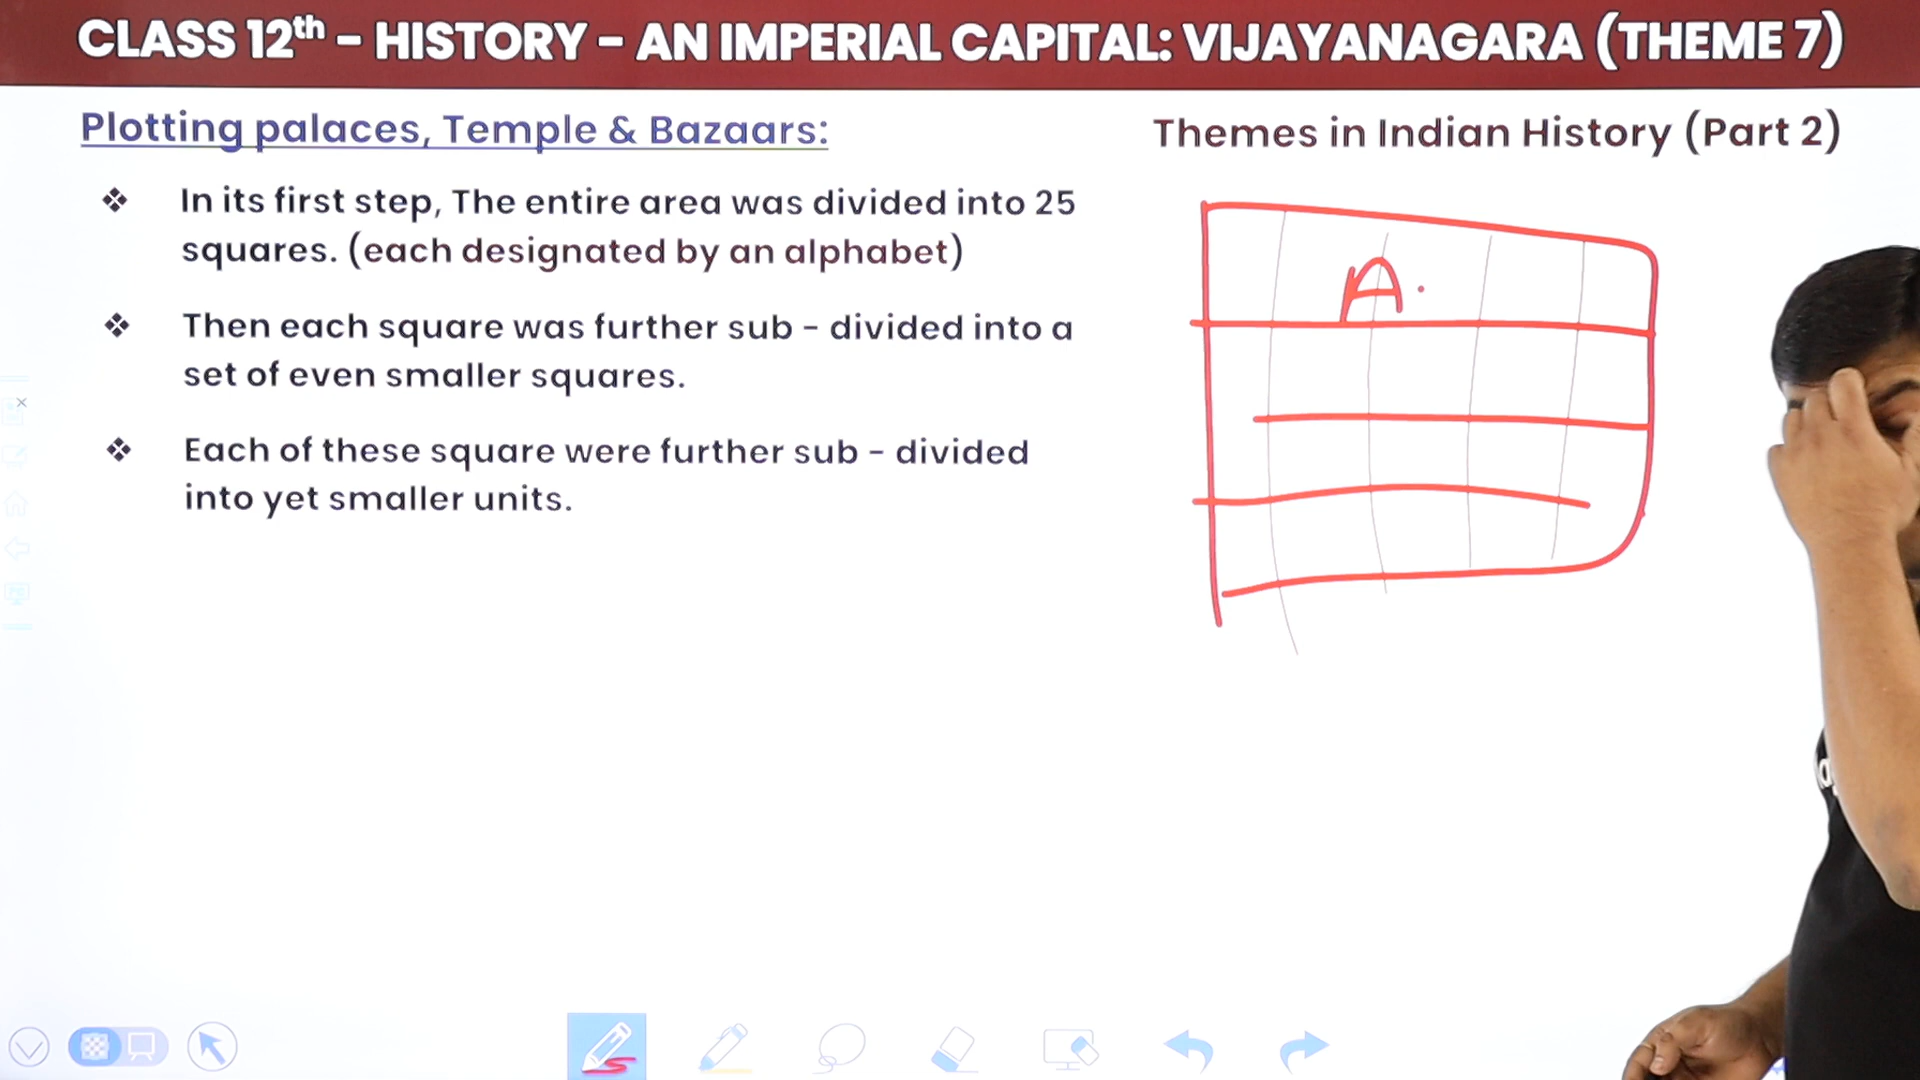 CLASS 12th - HISTORY - AN IMPERIAL CAPITAL: VIJAYANAGARA (THEME 7)
Plotting palaces, Temple & Bazaars:
Themes in Indian History (Part 2)
❖ In its first step, The entire area was divided into 25
squares. (each designated by an alphabet)
❖ Then each square was further sub - divided into a
set of even smaller squares.
❖ Each of these square were further sub - divided
into yet smaller units.
A.